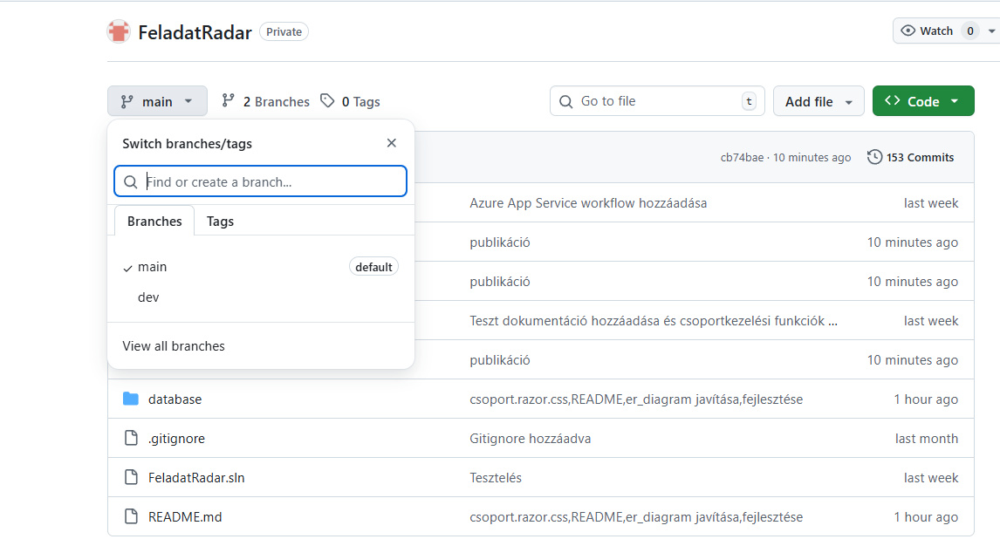 FeladatRadar Private
Watch 0
main 2 Branches 0 Tags
Go to file t
Add file
Code
Switch branches/tags
Find or create a branch...
Branches Tags
main default
dev
View all branches
cb74bae · 10 minutes ago 153 Commits
Azure App Service workflow hozzáadása last week
publikáció 10 minutes ago
publikáció 10 minutes ago
Teszt dokumentáció hozzáadása és csoportkezelési funkciók ... last week
publikáció 10 minutes ago
database csoport.razor.css,README,er_diagram javítása,fejlesztése 1 hour ago
.gitignore Gitignore hozzáadva last month
FeladatRadar.sln Tesztelés last week
README.md csoport.razor.css,README,er_diagram javítása,fejlesztése 1 hour ago